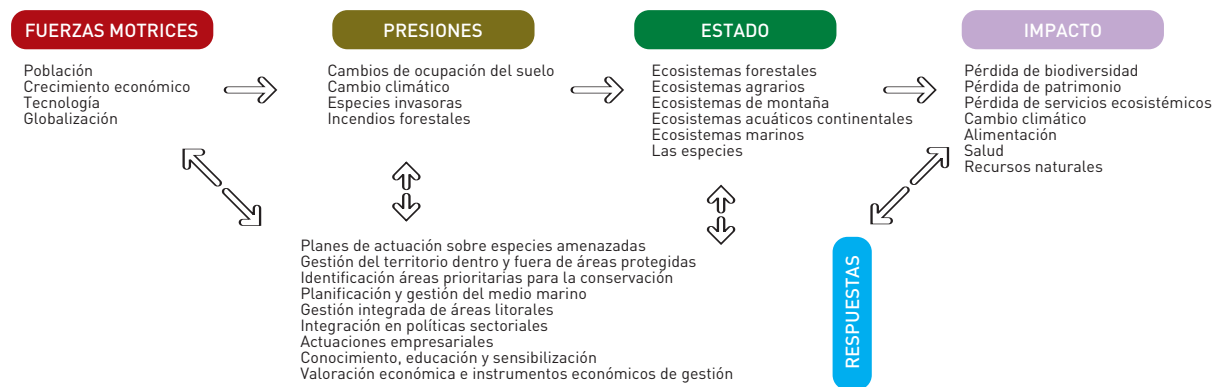 FUERZAS MOTRICES
Población
Crecimiento económico
Tecnología
Globalización
PRESIONES
Cambios de ocupación del suelo
Cambio climático
Especies invasoras
Incendios forestales
ESTADO
Ecosistemas forestales
Ecosistemas agrarios
Ecosistemas de montaña
Ecosistemas acuáticos continentales
Ecosistemas marinos
Las especies
IMPACTO
Pérdida de biodiversidad
Pérdida de patrimonio
Pérdida de servicios ecosistémicos
Cambio climático
Alimentación
Salud
Recursos naturales
Planes de actuación sobre especies amenazadas
Gestión del territorio dentro y fuera de áreas protegidas
Identificación áreas prioritarias para la conservación
Planificación y gestión del medio marino
Gestión integrada de áreas litorales
Integración en políticas sectoriales
Actuaciones empresariales
Conocimiento, educación y sensibilización
Valoración económica e instrumentos económicos de gestión
RESPUESTAS